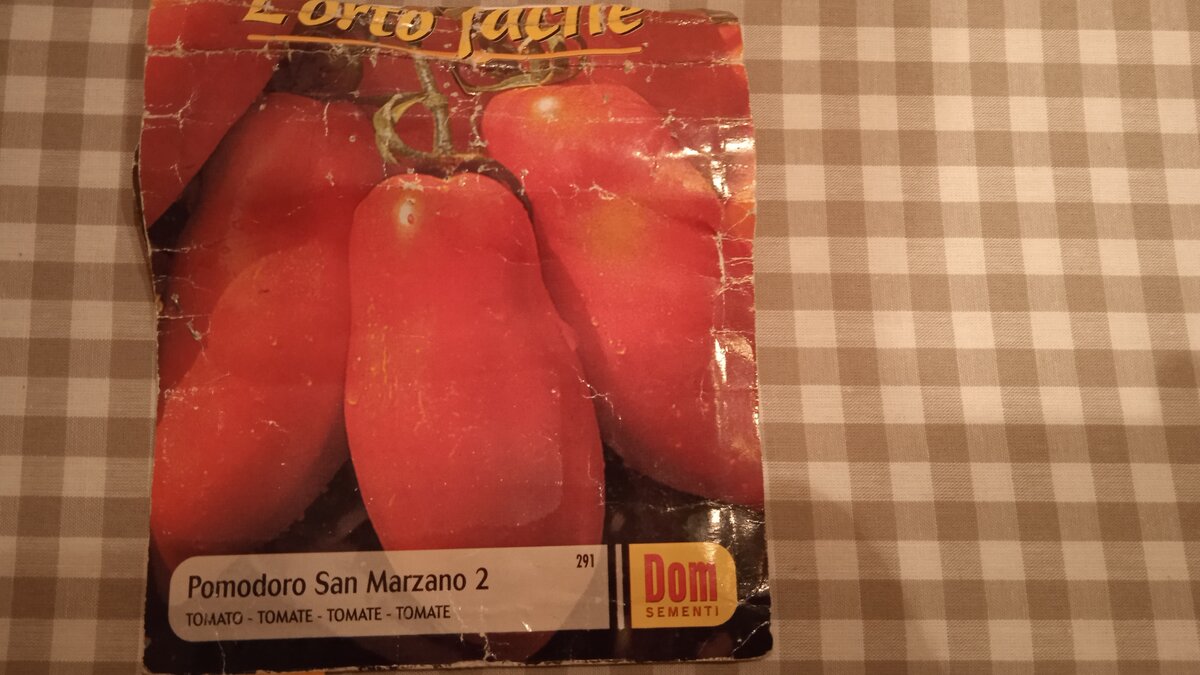 L'orto facile
291
Pomodoro San Marzano 2
TOMATO - TOMATE - TOMATE - TOMATE
Dom
SEMENTI